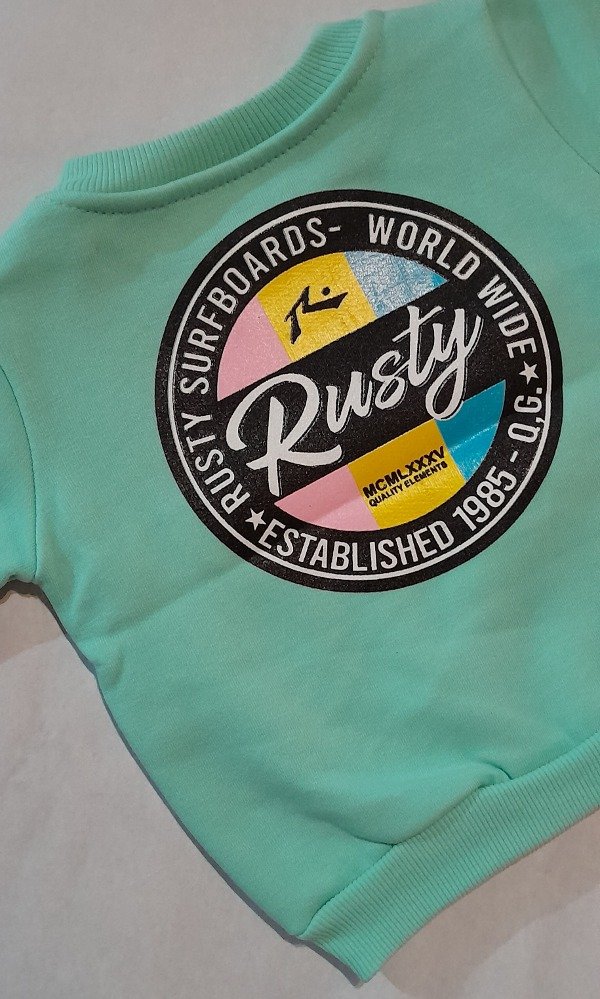 RUSTY SURFBOARDS- WORLD WIDE
Rusty
MCMLXXXV
QUALITY ELEMENTS
★ESTABLISHED 1985 - Q,G.★